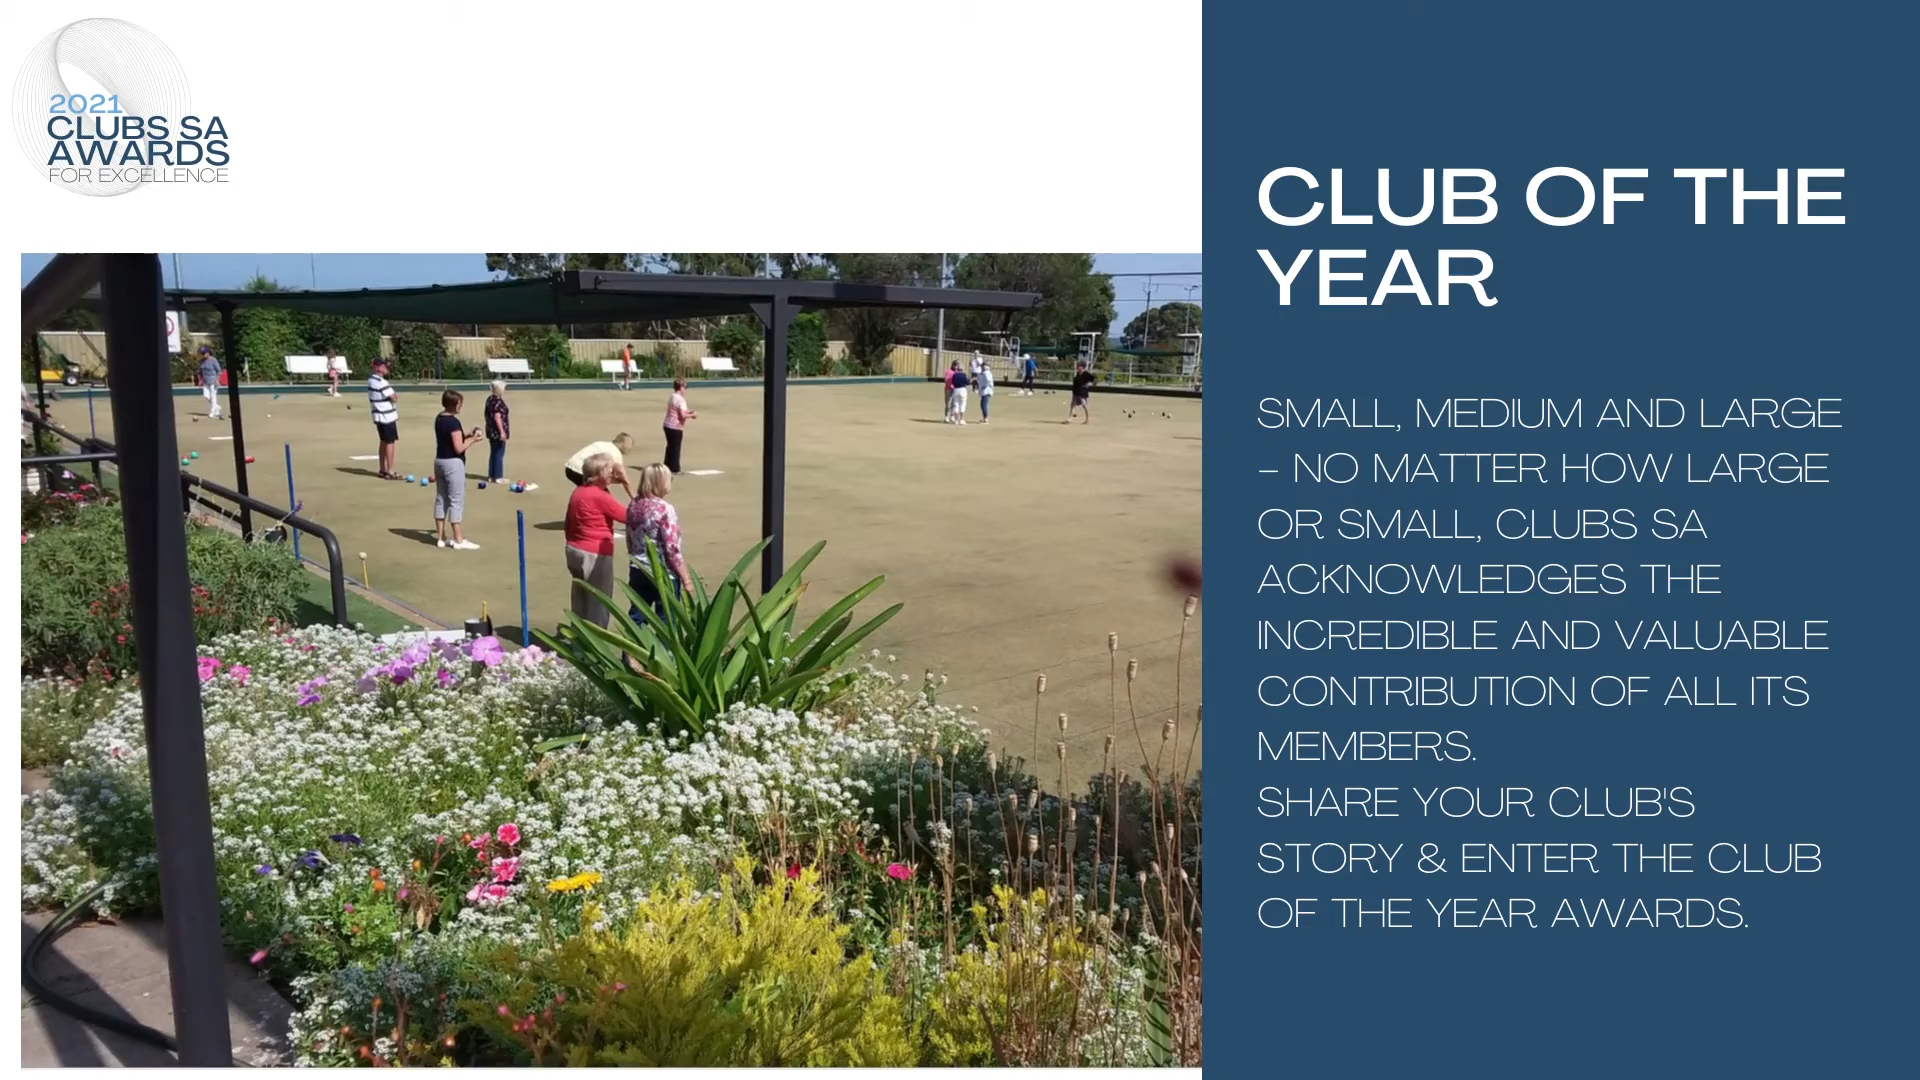 2021
CLUBS SA
AWARDS
FOR EXCELLENCE
CLUB OF THE
YEAR
SMALL, MEDIUM AND LARGE
– NO MATTER HOW LARGE
OR SMALL, CLUBS SA
ACKNOWLEDGES THE
INCREDIBLE AND VALUABLE
CONTRIBUTION OF ALL ITS
MEMBERS.
SHARE YOUR CLUB'S
STORY & ENTER THE CLUB
OF THE YEAR AWARDS.